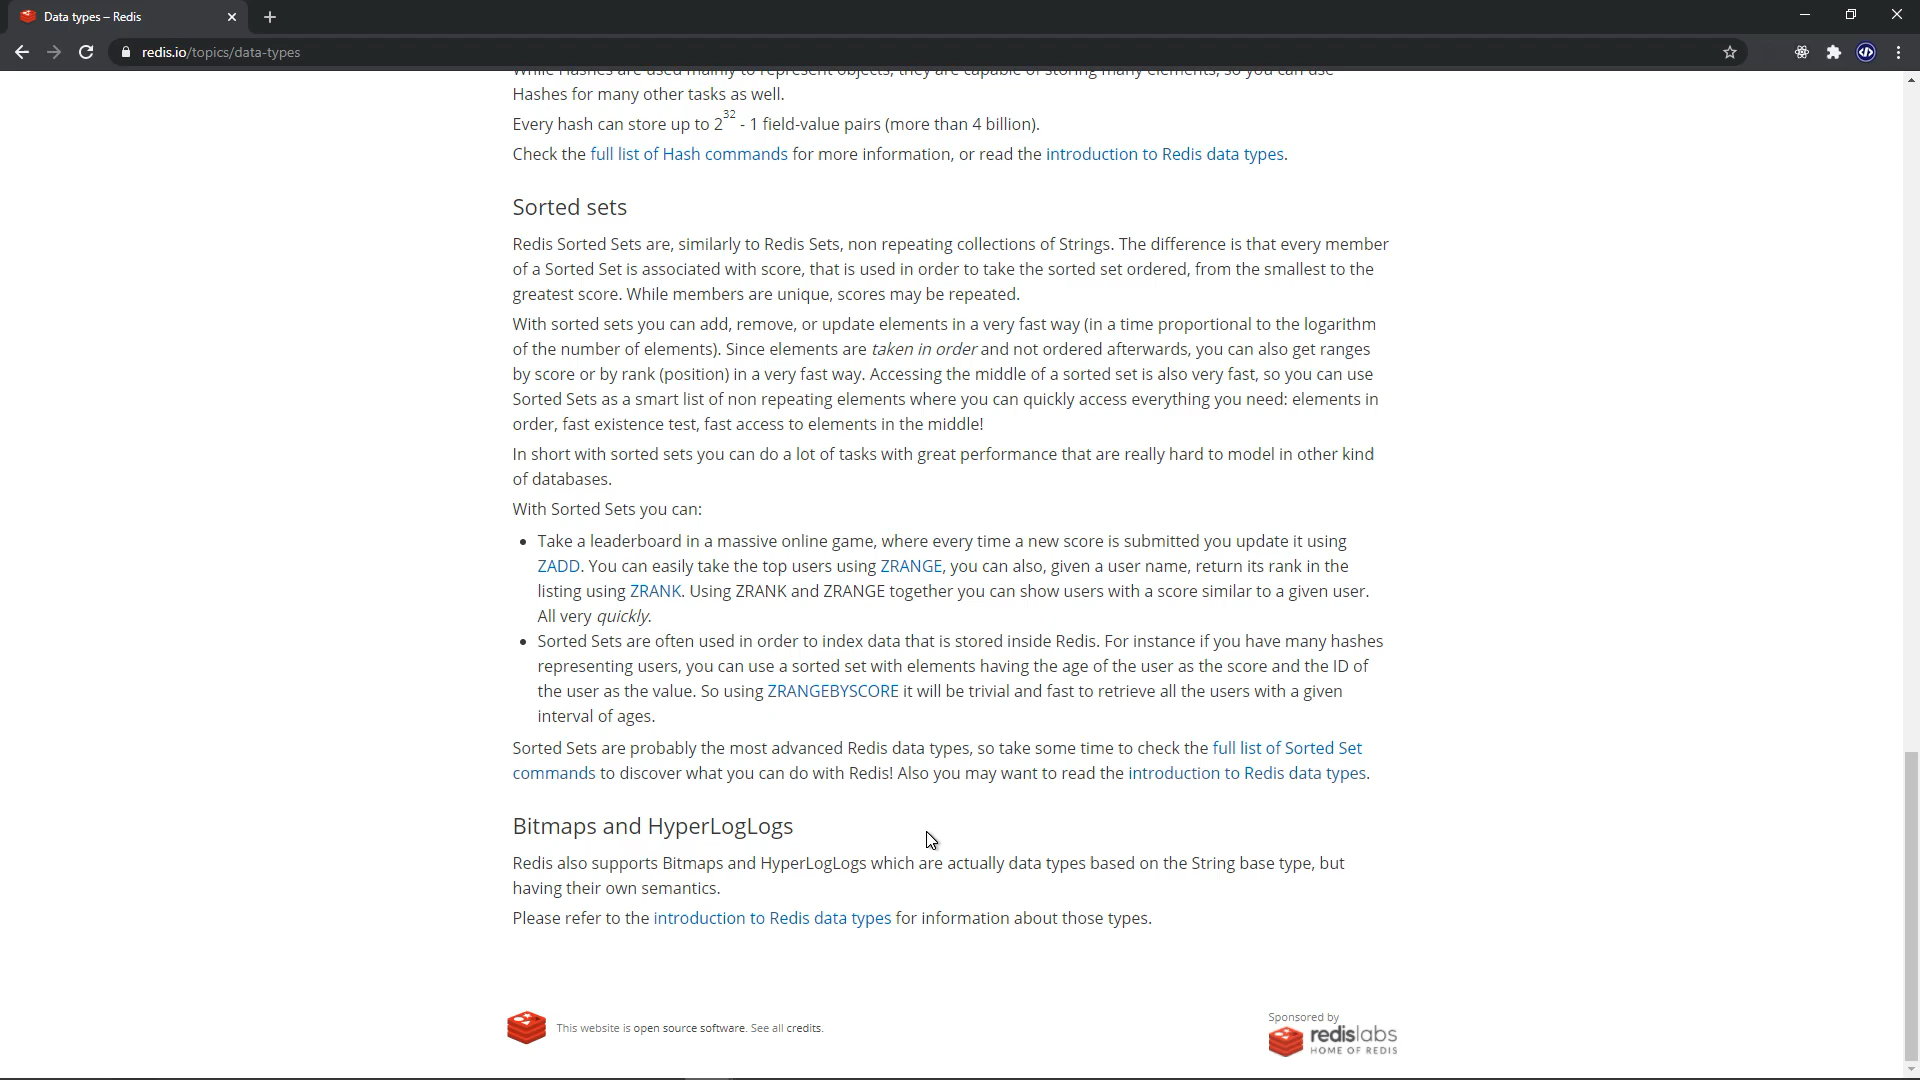 Data types – Redis
redis.io/topics/data-types
While Hashes are used mainly to represent objects, they are capable of storing many elements, so you can use
Hashes for many other tasks as well.
Every hash can store up to 2³² - 1 field-value pairs (more than 4 billion).
Check the full list of Hash commands for more information, or read the introduction to Redis data types.
Sorted sets
Redis Sorted Sets are, similarly to Redis Sets, non repeating collections of Strings. The difference is that every member
of a Sorted Set is associated with score, that is used in order to take the sorted set ordered, from the smallest to the
greatest score. While members are unique, scores may be repeated.
With sorted sets you can add, remove, or update elements in a very fast way (in a time proportional to the logarithm
of the number of elements). Since elements are taken in order and not ordered afterwards, you can also get ranges
by score or by rank (position) in a very fast way. Accessing the middle of a sorted set is also very fast, so you can use
Sorted Sets as a smart list of non repeating elements where you can quickly access everything you need: elements in
order, fast existence test, fast access to elements in the middle!
In short with sorted sets you can do a lot of tasks with great performance that are really hard to model in other kind
of databases.
With Sorted Sets you can:
• Take a leaderboard in a massive online game, where every time a new score is submitted you update it using
ZADD. You can easily take the top users using ZRANGE, you can also, given a user name, return its rank in the
listing using ZRANK. Using ZRANK and ZRANGE together you can show users with a score similar to a given user.
All very quickly.
• Sorted Sets are often used in order to index data that is stored inside Redis. For instance if you have many hashes
representing users, you can use a sorted set with elements having the age of the user as the score and the ID of
the user as the value. So using ZRANGEBYSCORE it will be trivial and fast to retrieve all the users with a given
interval of ages.
Sorted Sets are probably the most advanced Redis data types, so take some time to check the full list of Sorted Set
commands to discover what you can do with Redis! Also you may want to read the introduction to Redis data types.
Bitmaps and HyperLogLogs
Redis also supports Bitmaps and HyperLogLogs which are actually data types based on the String base type, but
having their own semantics.
Please refer to the introduction to Redis data types for information about those types.
This website is open source software. See all credits.
Sponsored by
redislabs
HOME OF REDIS